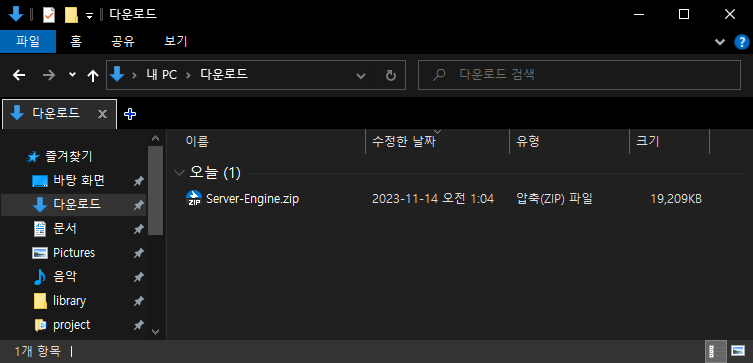 다운로드
파일 홈 공유 보기
내 PC 다운로드 다운로드 검색
다운로드
이름 수정한 날짜 유형 크기
즐겨찾기
오늘 (1)
바탕 화면
Server-Engine.zip 2023-11-14 오전 1:04 압축(ZIP) 파일 19,209KB
다운로드
문서
Pictures
음악
library
project
1개 항목